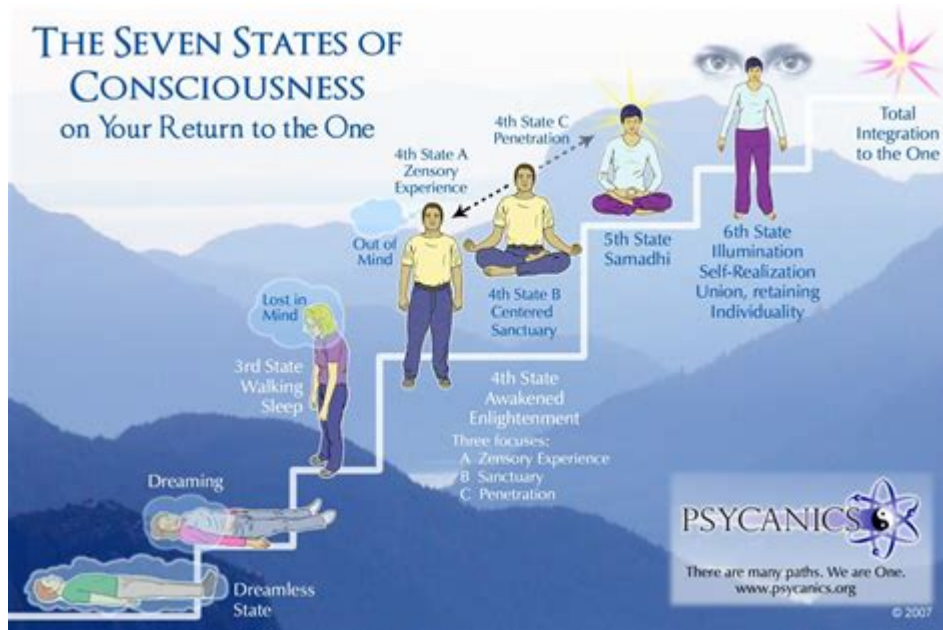 THE SEVEN STATES OF
CONSCIOUSNESS
on Your Return to the One
Total
Integration
to the One
4th State C
Penetration
4th State A
Zensory
Experience
Out of
Mind
5th State
Samadhi
6th State
Illumination
Self-Realization
Union, retaining
Individuality
4th State B
Centered
Sanctuary
Lost in
Mind
3rd State
Walking
Sleep
4th State
Awakened
Enlightenment
Three focuses:
A Zensory Experience
B Sanctuary
C Penetration
Dreaming
Dreamless
State
PSYCANICS
There are many paths. We are One.
www.psycanics.org
© 2007